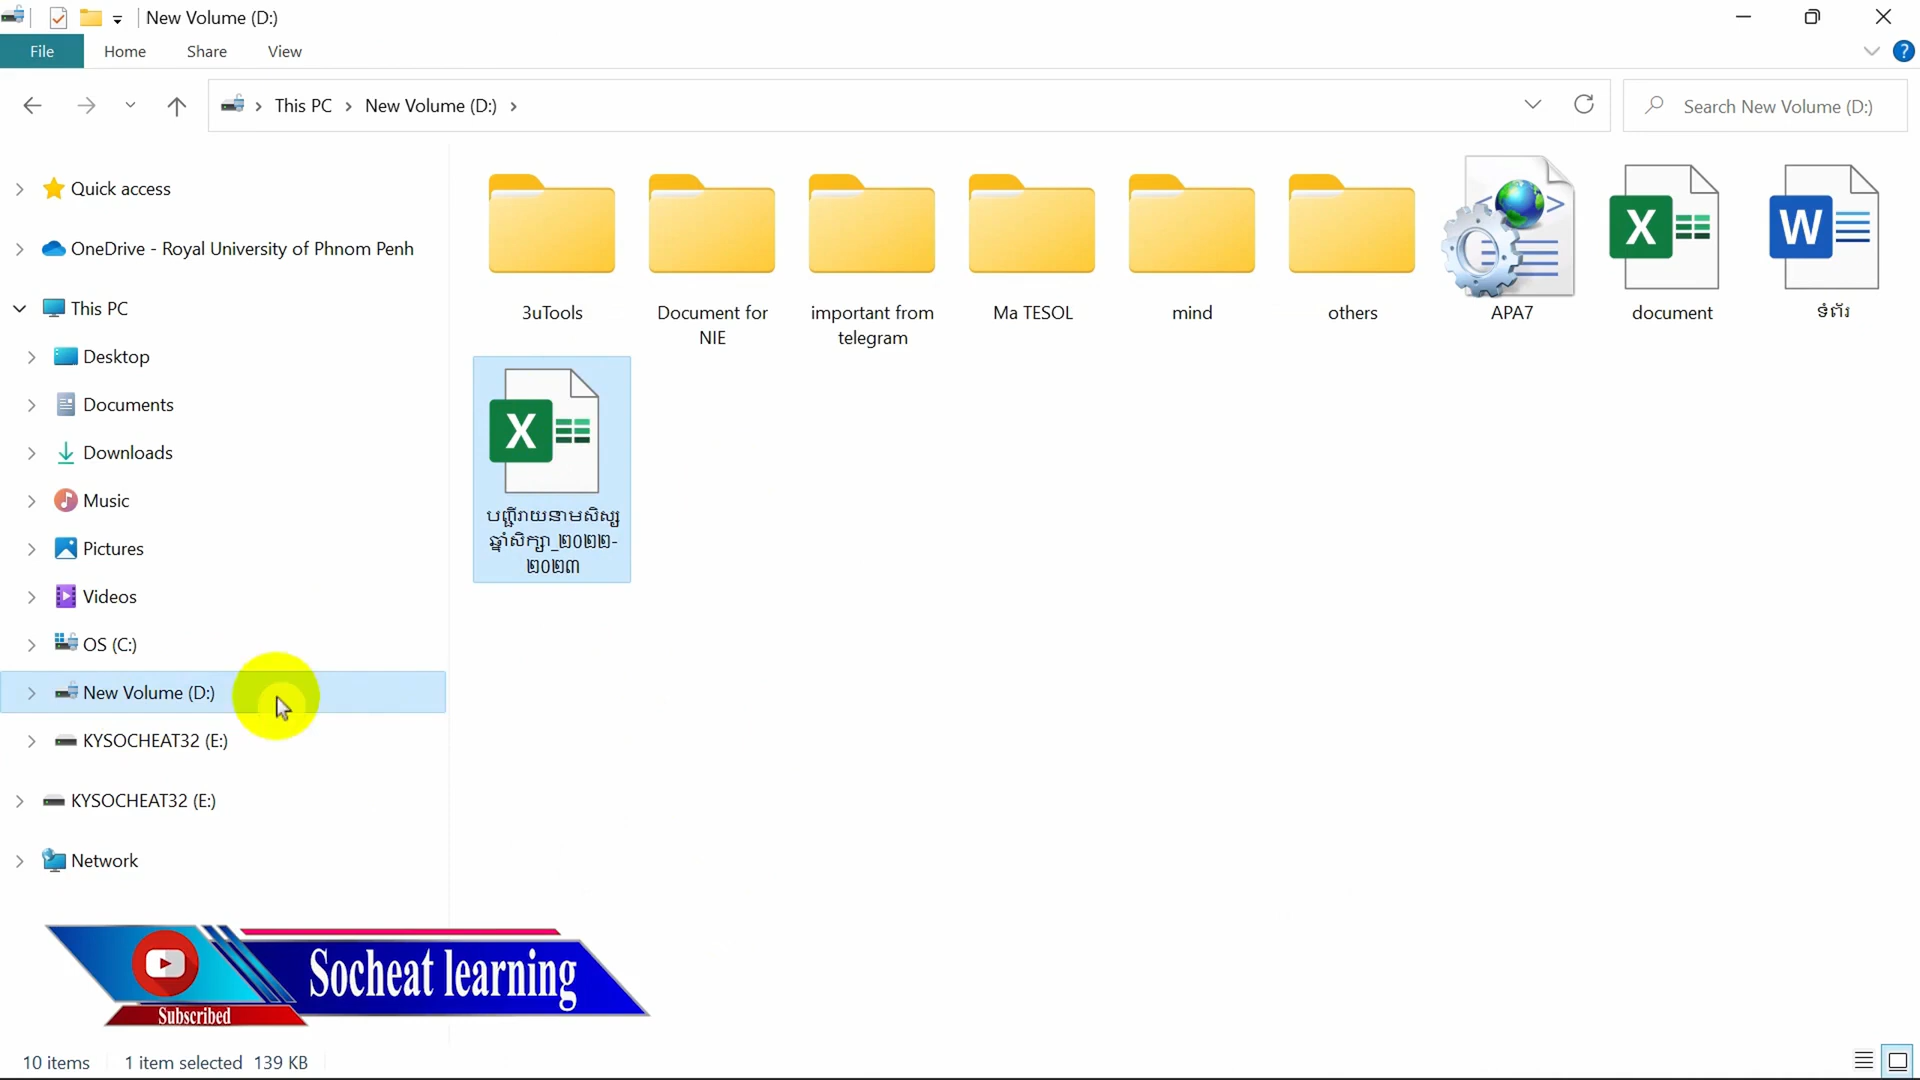 New Volume (D:)
File Home Share View
This PC New Volume (D:) Search New Volume (D:)
Quick access
OneDrive - Royal University of Phnom Penh
This PC
Desktop
Documents
Downloads
Music
Pictures
Videos
OS (C:)
New Volume (D:)
KYSOCHEAT32 (E:)
KYSOCHEAT32 (E:)
Network
3uTools
Document for
NIE
important from
telegram
Ma TESOL
mind
others
APA7
document
ទំព័រ
បញ្ជីរាយនាមសិស្ស
ឆ្នាំសិក្សា_២០២២-
២០២៣
Socheat learning
Subscribed
10 items 1 item selected 139 KB